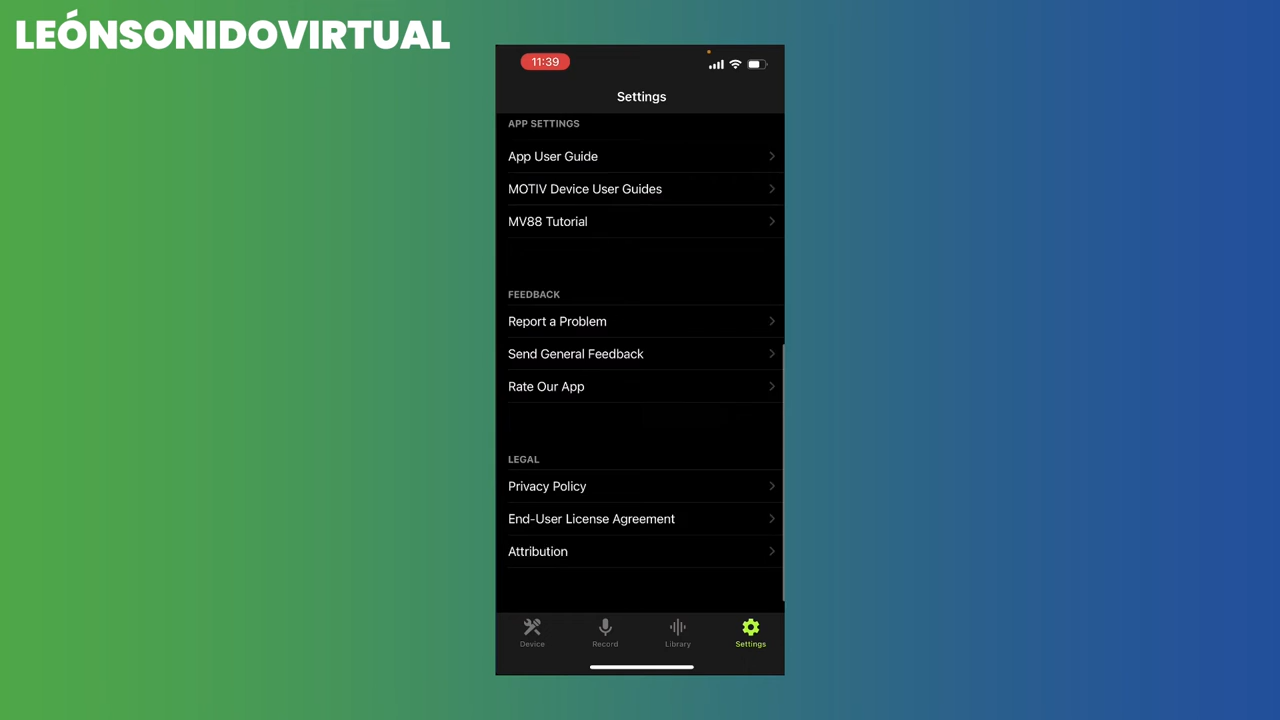 LEÓNSONIDOVIRTUAL
11:39
Settings
APP SETTINGS
App User Guide
MOTIV Device User Guides
MV88 Tutorial
FEEDBACK
Report a Problem
Send General Feedback
Rate Our App
LEGAL
Privacy Policy
End-User License Agreement
Attribution
Device Record Library Settings